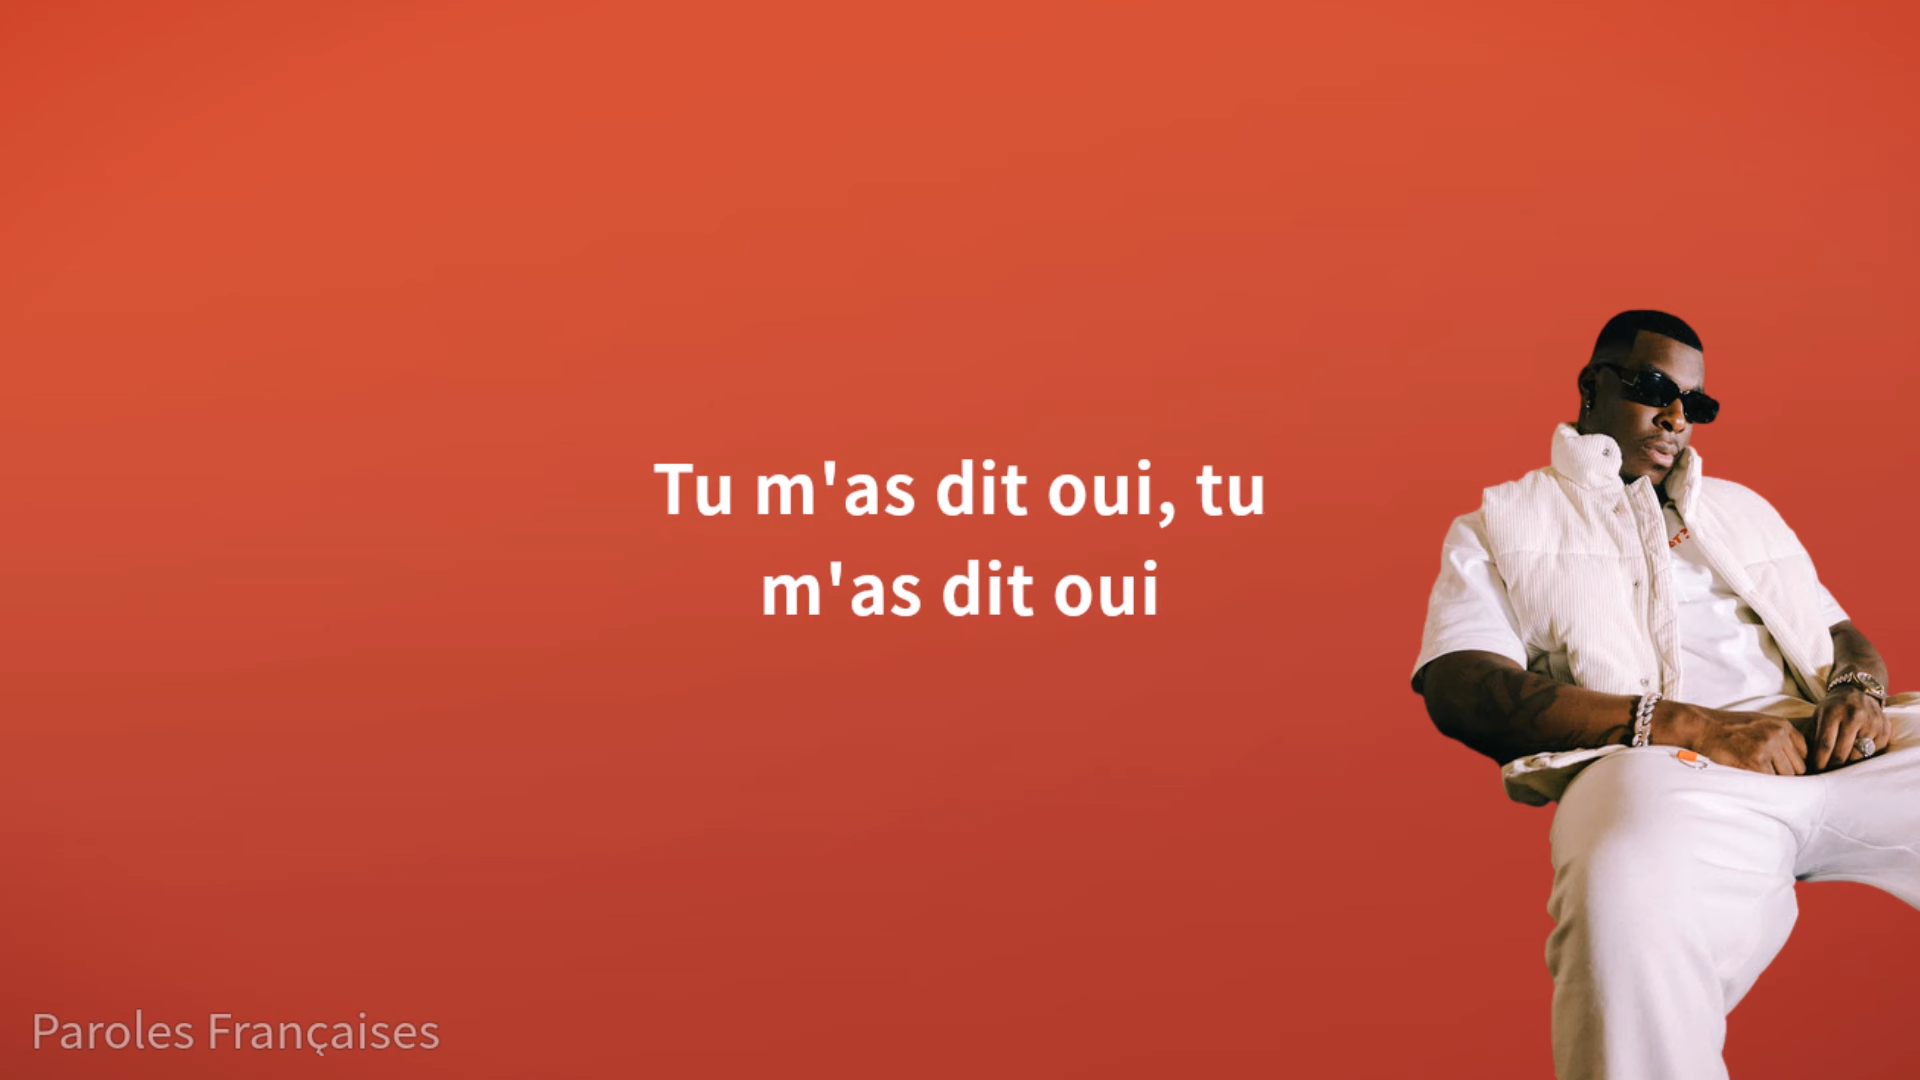 Tu m'as dit oui, tu
m'as dit oui
Paroles Françaises